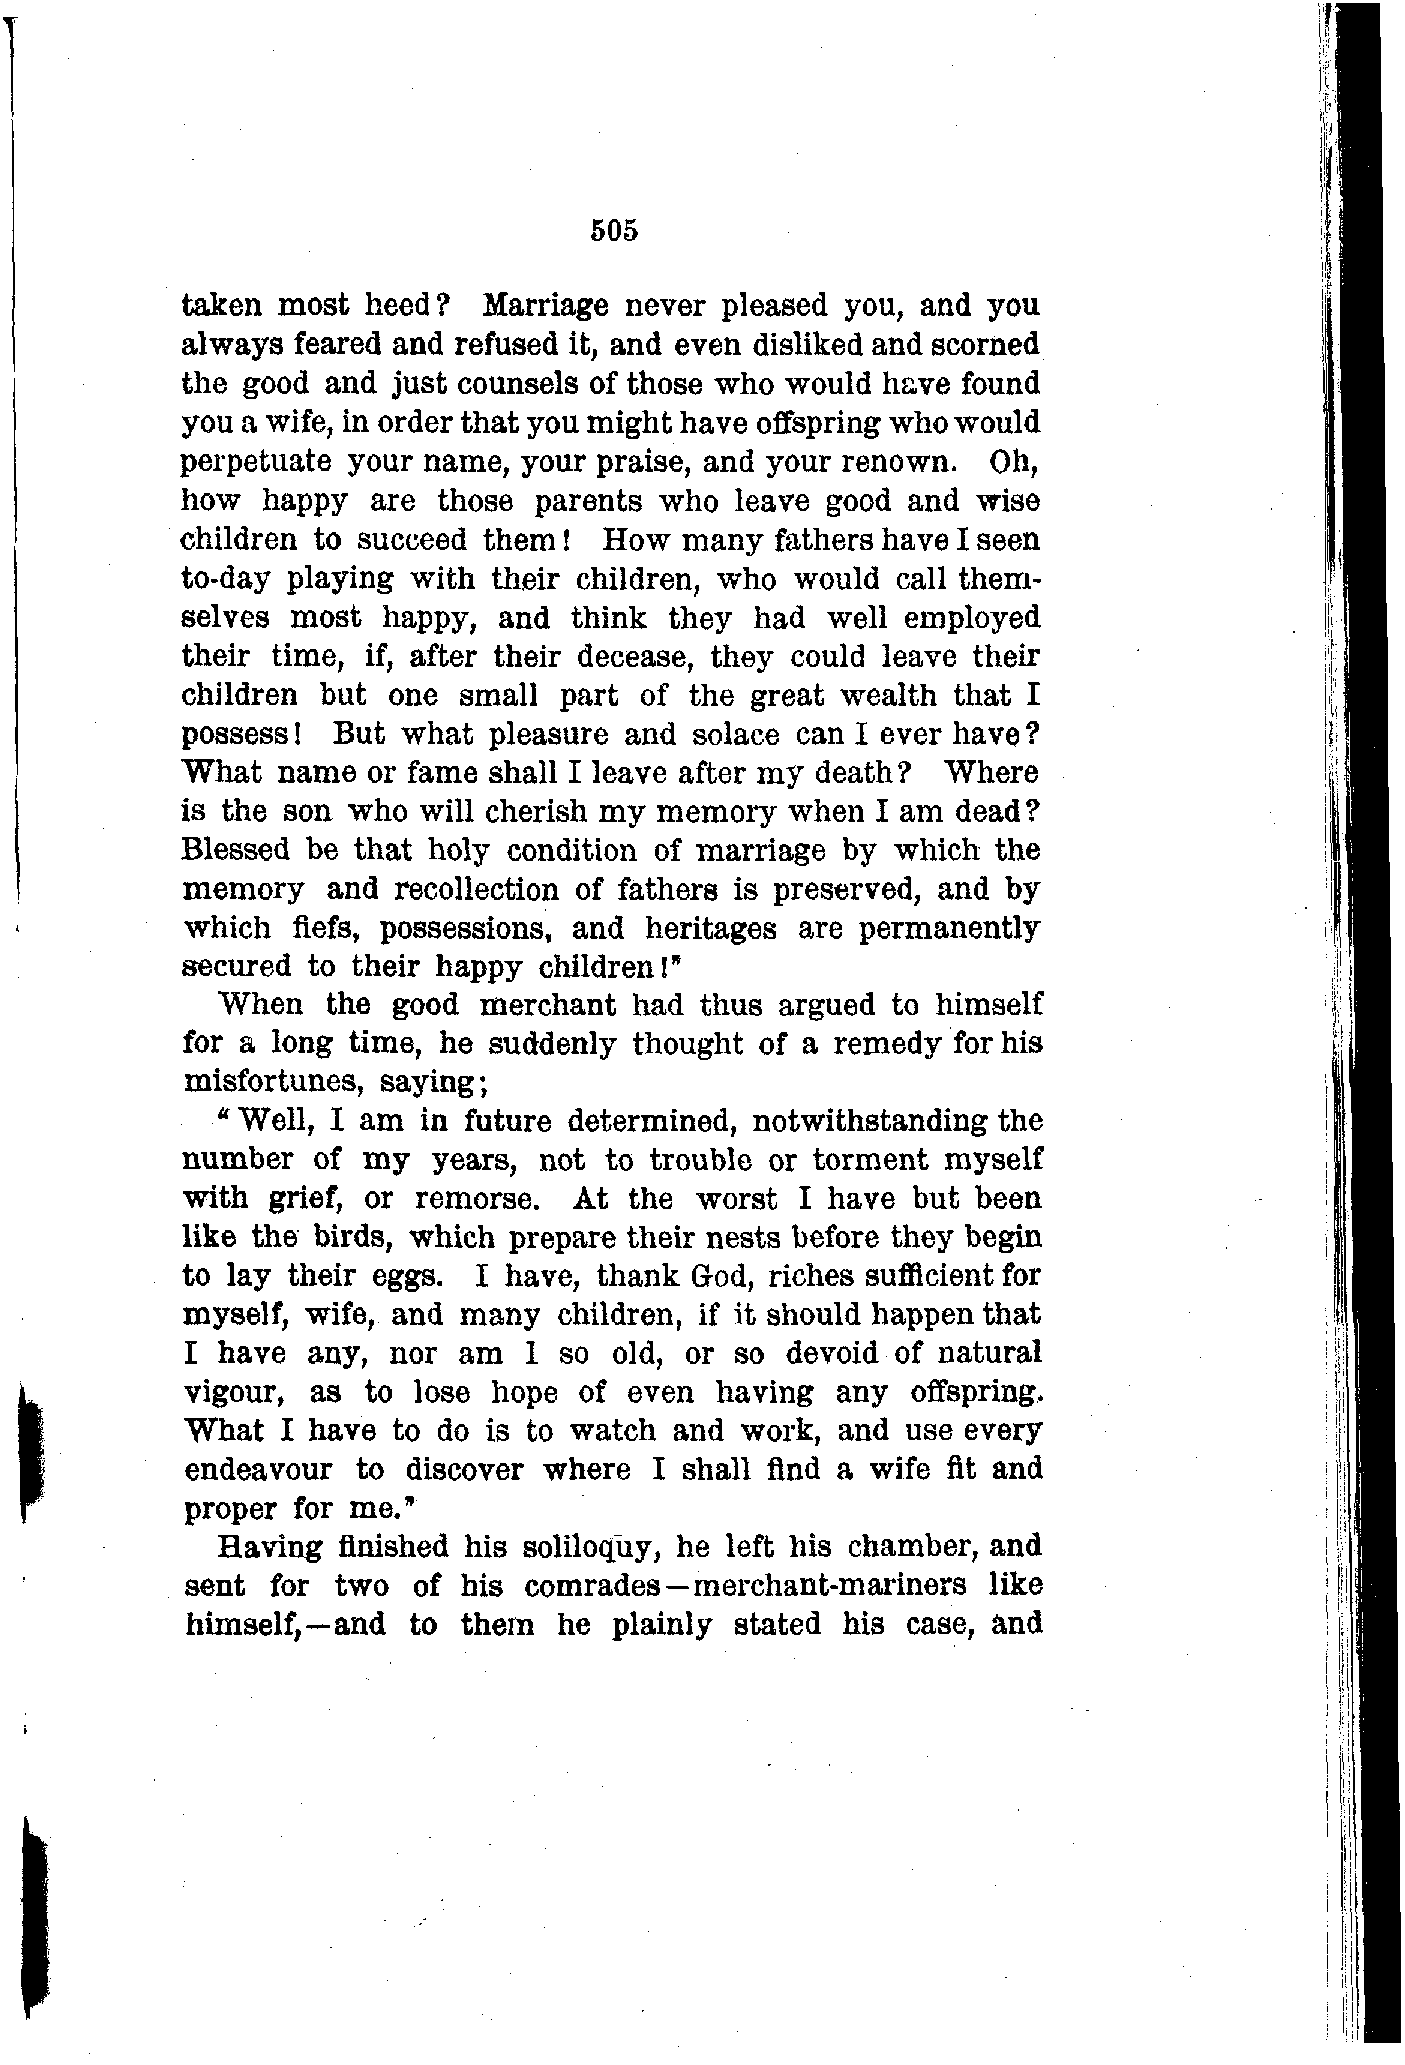 505
taken most heed? Marriage never pleased you, and you
always feared and refused it, and even disliked and scorned
the good and just counsels of those who would have found
you a wife, in order that you might have offspring who would
perpetuate your name, your praise, and your renown. Oh,
how happy are those parents who leave good and wise
children to succeed them! How many fathers have I seen
to-day playing with their children, who would call them-
selves most happy, and think they had well employed
their time, if, after their decease, they could leave their
children but one small part of the great wealth that I
possess! But what pleasure and solace can I ever have?
What name or fame shall I leave after my death? Where
is the son who will cherish my memory when I am dead?
Blessed be that holy condition of marriage by which the
memory and recollection of fathers is preserved, and by
which fiefs, possessions, and heritages are permanently
secured to their happy children!"
When the good merchant had thus argued to himself
for a long time, he suddenly thought of a remedy for his
misfortunes, saying;
"Well, I am in future determined, notwithstanding the
number of my years, not to trouble or torment myself
with grief, or remorse. At the worst I have but been
like the birds, which prepare their nests before they begin
to lay their eggs. I have, thank God, riches sufficient for
myself, wife, and many children, if it should happen that
I have any, nor am I so old, or so devoid of natural
vigour, as to lose hope of even having any offspring.
What I have to do is to watch and work, and use every
endeavour to discover where I shall find a wife fit and
proper for me."
Having finished his soliloquy, he left his chamber, and
sent for two of his comrades—merchant-mariners like
himself,—and to them he plainly stated his case, and